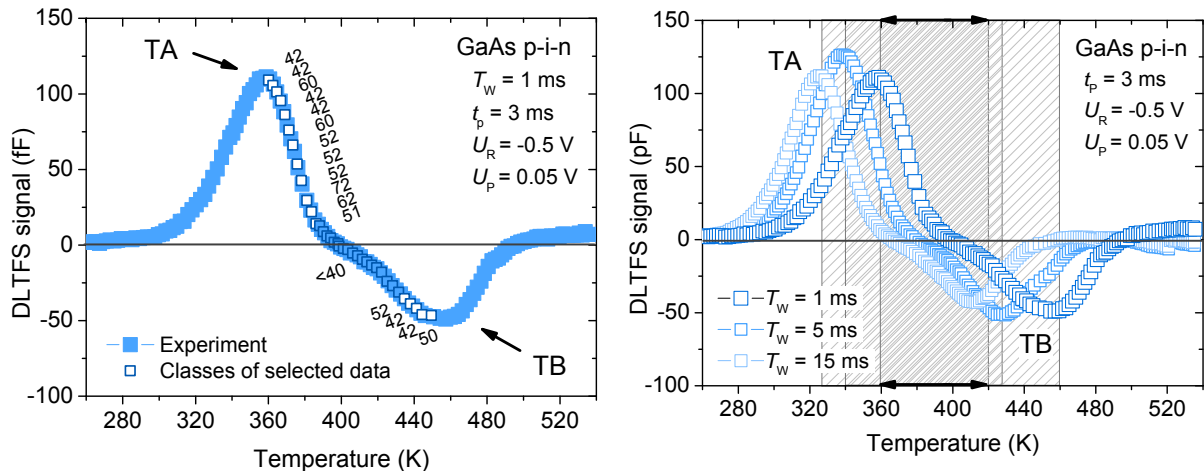 150
100
50
0
-50
-100
DLTFS signal (fF)
280 320 360 400 440 480 520
Temperature (K)
TA
TB
GaAs p-i-n
T_W = 1 ms
t_p = 3 ms
U_R = -0.5 V
U_P = 0.05 V
42
42
60
42
42
60
52
52
52
72
62
51
<40
52
42
42
50
Experiment
Classes of selected data
150
100
50
0
-50
-100
DLTFS signal (pF)
280 320 360 400 440 480 520
Temperature (K)
TA
TB
GaAs p-i-n
t_P = 3 ms
U_R = -0.5 V
U_P = 0.05 V
T_W = 1 ms
T_W = 5 ms
T_W = 15 ms